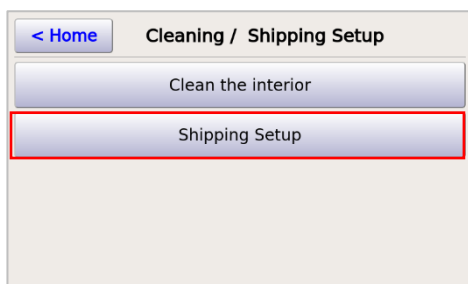 < Home
Cleaning / Shipping Setup
Clean the interior
Shipping Setup